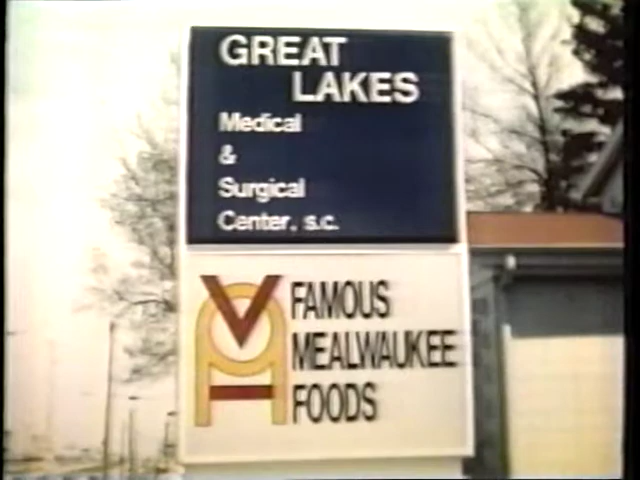 GREAT
LAKES
Medical
&
Surgical
Center, s.c.
FAMOUS
MEALWAUKEE
FOODS